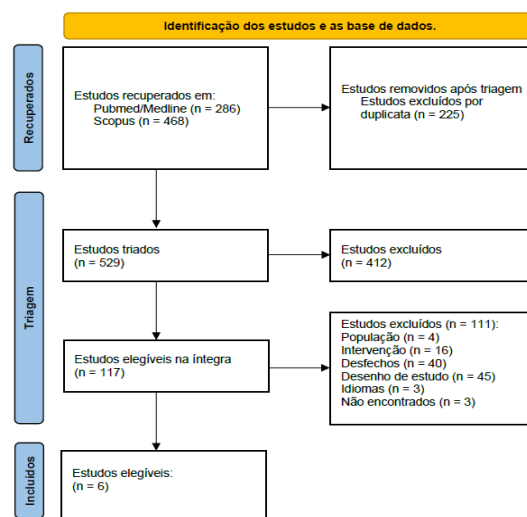 Identificação dos estudos e as base de dados.
Recuperados
Estudos recuperados em:
Pubmed/Medline (n = 286)
Scopus (n = 468)
Estudos removidos após triagem
Estudos excluídos por
duplicata (n = 225)
Triagem
Estudos triados
(n = 529)
Estudos excluídos
(n = 412)
Estudos elegíveis na íntegra
(n = 117)
Estudos excluídos (n = 111):
População (n = 4)
Intervenção (n = 16)
Desfechos (n = 40)
Desenho de estudo (n = 45)
Idiomas (n = 3)
Não encontrados (n = 3)
Incluídos
Estudos elegíveis:
(n = 6)